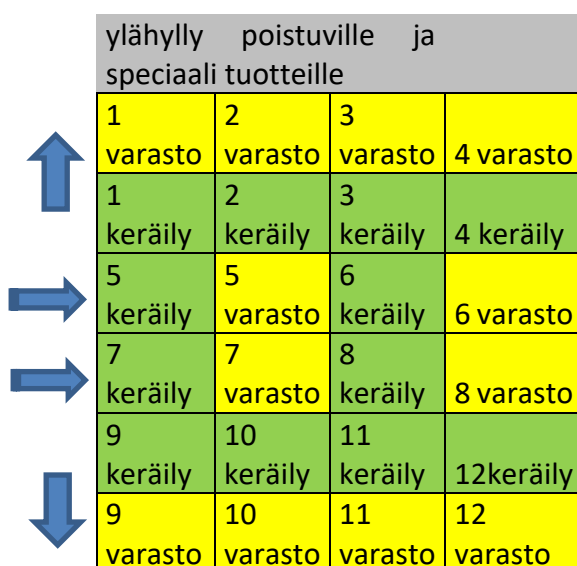 ylähylly poistuville ja
speciaali tuotteille
1 2 3
varasto varasto varasto 4 varasto
1 2 3
keräily keräily keräily 4 keräily
5 5 6
keräily varasto keräily 6 varasto
7 7 8
keräily varasto keräily 8 varasto
9 10 11
keräily keräily keräily 12keräily
9 10 11 12
varasto varasto varasto varasto